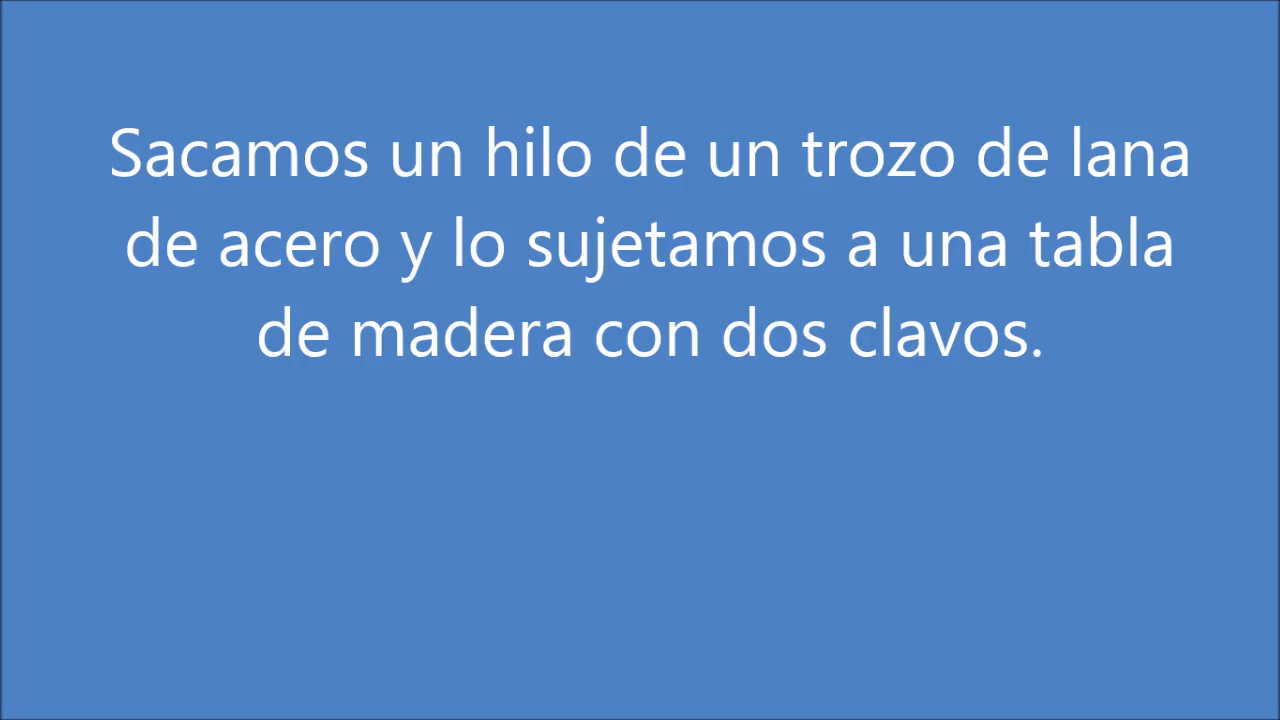 Sacamos un hilo de un trozo de lana
de acero y lo sujetamos a una tabla
de madera con dos clavos.